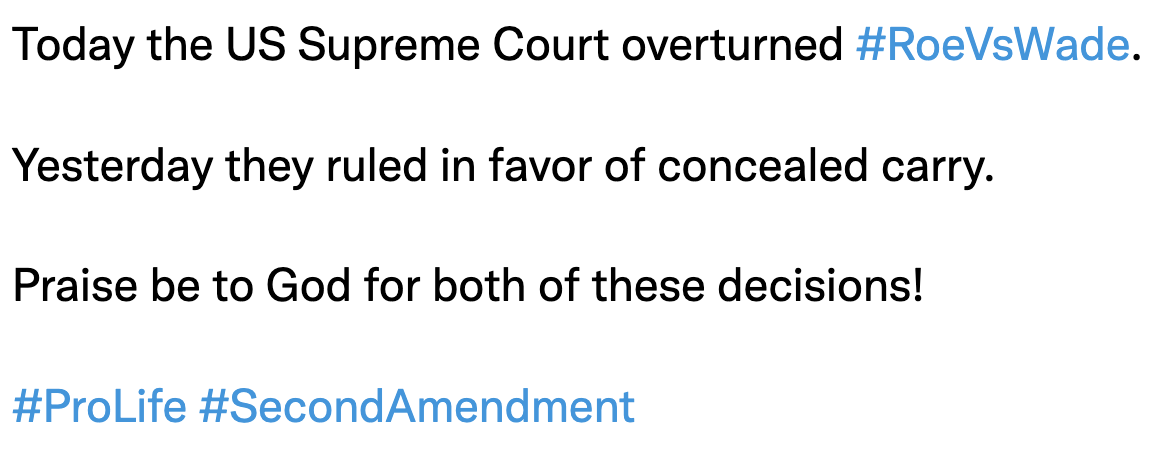 Today the US Supreme Court overturned #RoeVsWade.
Yesterday they ruled in favor of concealed carry.
Praise be to God for both of these decisions!
#ProLife #SecondAmendment